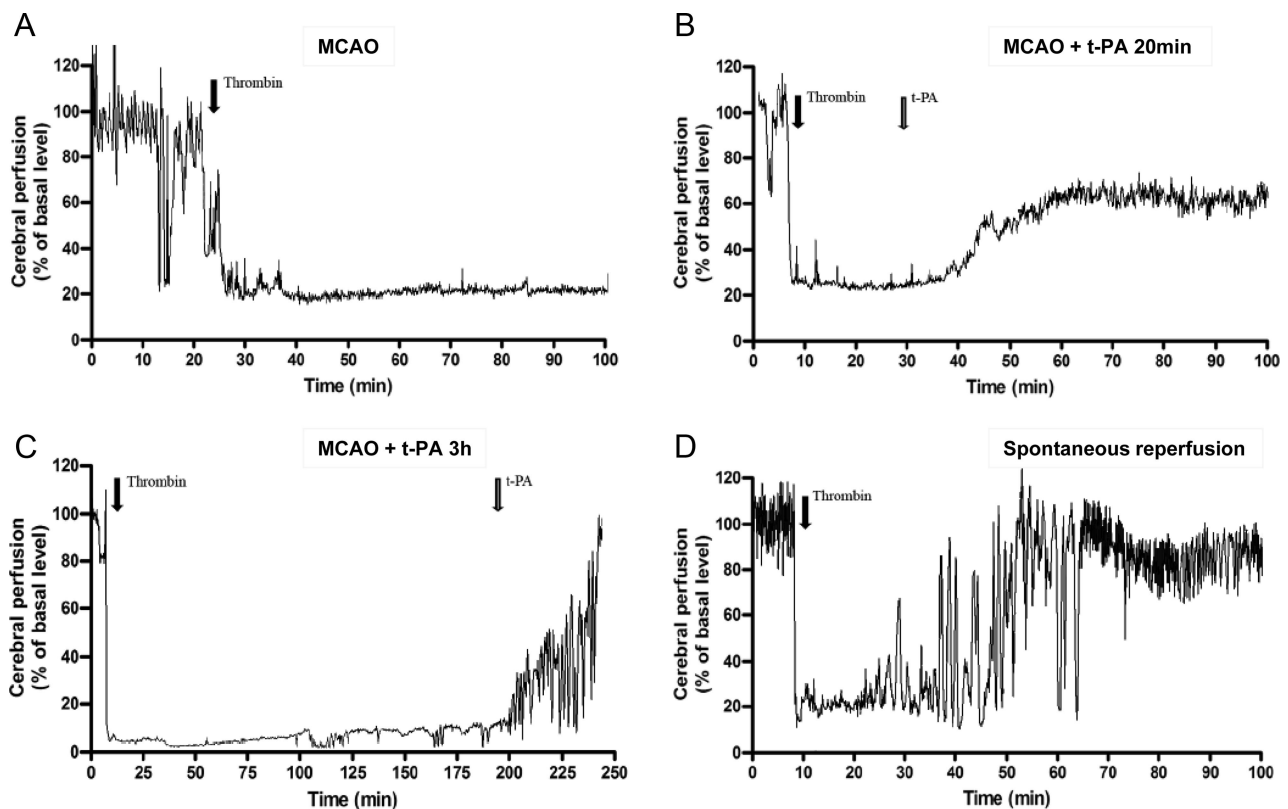 A
MCAO
Cerebral perfusion
(% of basal level)
120
100
80
60
40
20
0
Thrombin
0 10 20 30 40 50 60 70 80 90 100
Time (min)
B
MCAO + t-PA 20min
Cerebral perfusion
(% of basal level)
120
100
80
60
40
20
0
Thrombin
t-PA
0 10 20 30 40 50 60 70 80 90 100
Time (min)
C
MCAO + t-PA 3h
Cerebral perfusion
(% of basal level)
120
100
80
60
40
20
0
Thrombin
t-PA
0 25 50 75 100 125 150 175 200 225 250
Time (min)
D
Spontaneous reperfusion
Cerebral perfusion
(% of basal level)
120
100
80
60
40
20
0
Thrombin
0 10 20 30 40 50 60 70 80 90 100
Time (min)